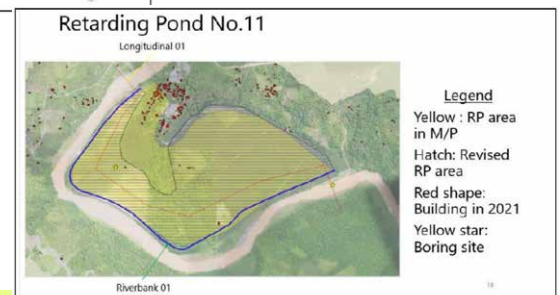 Retarding Pond No.11
Longitudinal 01
Legend
Yellow : RP area
in M/P
Hatch: Revised
RP area
Red shape:
Building in 2021
Yellow star:
Boring site
Riverbank 01